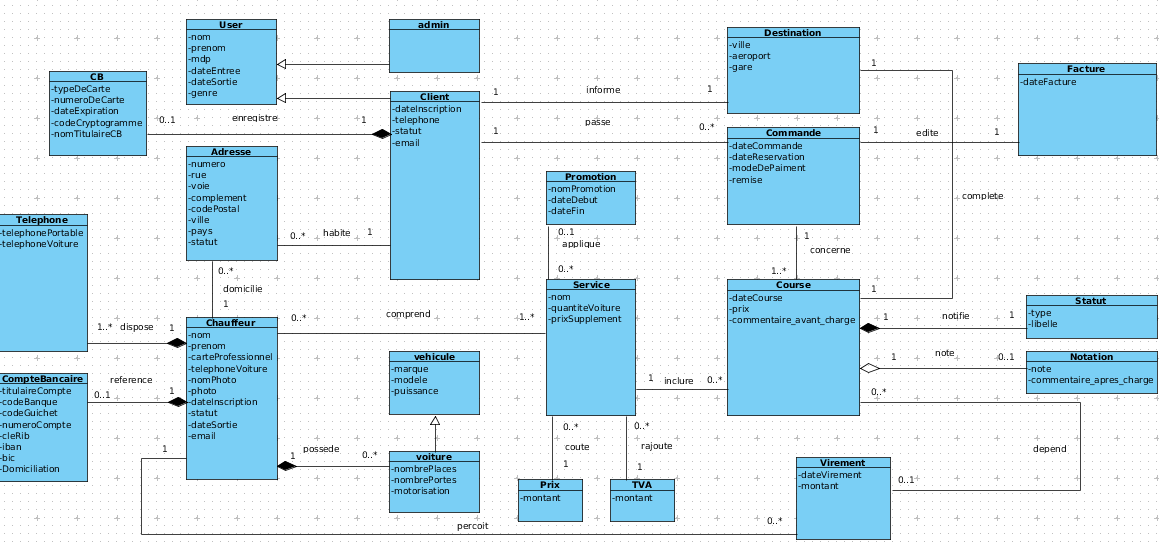 User
-nom
-prenom
-mdp
-dateEntree
-dateSortie
-genre
admin
CB
-typeDeCarte
-numeroDeCarte
-dateExpiration
-codeCryptogramme
-nomTitulaireCB
0..1
enregistre
1
Client
-dateInscription
-telephone
-statut
-email
1
informe
1
1
passe
0..*
Destination
-ville
-aeroport
-gare
1
Facture
-dateFacture
Commande
-dateCommande
-dateReservation
-modeDePaiment
-remise
1
edite
1
complete
Adresse
-numero
-rue
-voie
-complement
-codePostal
-ville
-pays
-statut
0..*
habite
1
Promotion
-nomPromotion
-dateDebut
-dateFin
0..1
applique
0..*
1
concerne
1..*
Telephone
-telephonePortable
-telephoneVoiture
0..*
domicilie
1
1..*
dispose
1
Chauffeur
-nom
-prenom
-carteProfessionnel
-telephoneVoiture
-nomPhoto
-photo
-dateInscription
-statut
-dateSortie
-email
0..*
comprend
1..*
Service
-nom
-quantiteVoiture
-prixSupplement
Course
-dateCourse
-prix
-commentaire_avant_charge
1
1
notifie
1
Statut
-type
-libelle
1
note
0..1
Notation
-note
-commentaire_apres_charge
0..*
CompteBancaire
-titulaireCompte
-codeBanque
-codeGuichet
-numeroCompte
-cleRib
-iban
-bic
-Domiciliation
reference
0..1
1
1
vehicule
-marque
-modele
-puissance
1
inclure
0..*
possede
1
0..*
voiture
-nombrePlaces
-nombrePortes
-motorisation
0..*
coute
1
0..*
rajoute
1
Prix
-montant
TVA
-montant
Virement
-dateVirement
-montant
depend
0..1
percoit
0..*